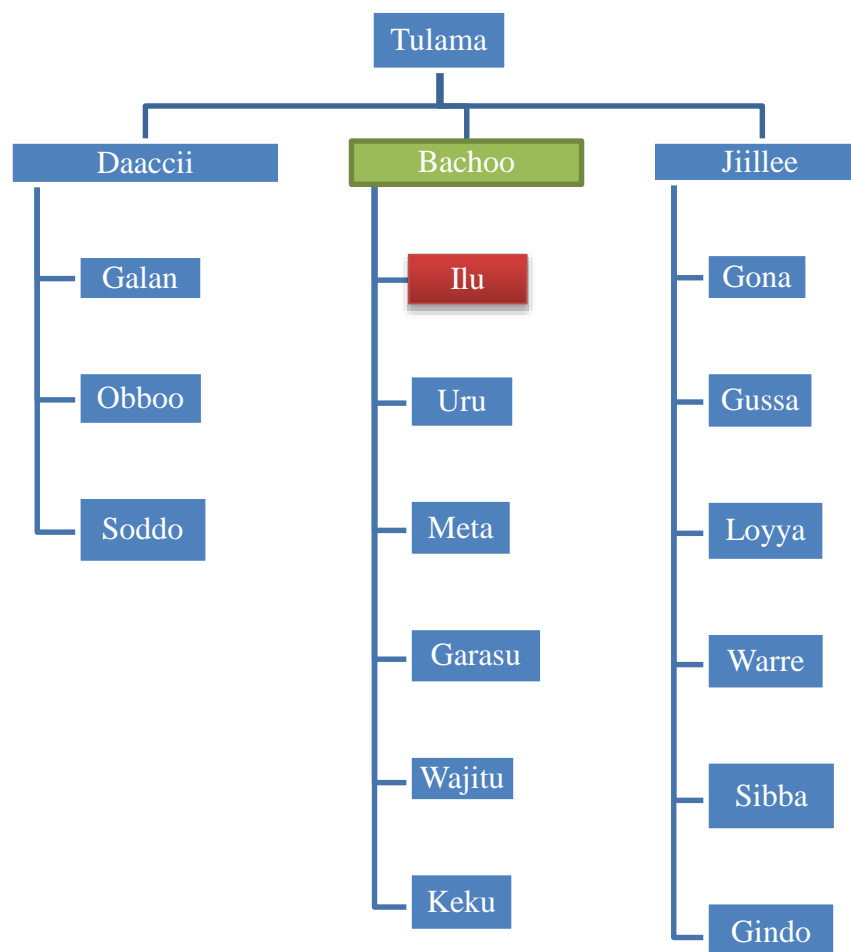 Tulama
Daaccii
Bachoo
Jiillee
Galan
Obboo
Soddo
Ilu
Uru
Meta
Garasu
Wajitu
Keku
Gona
Gussa
Loyya
Warre
Sibba
Gindo